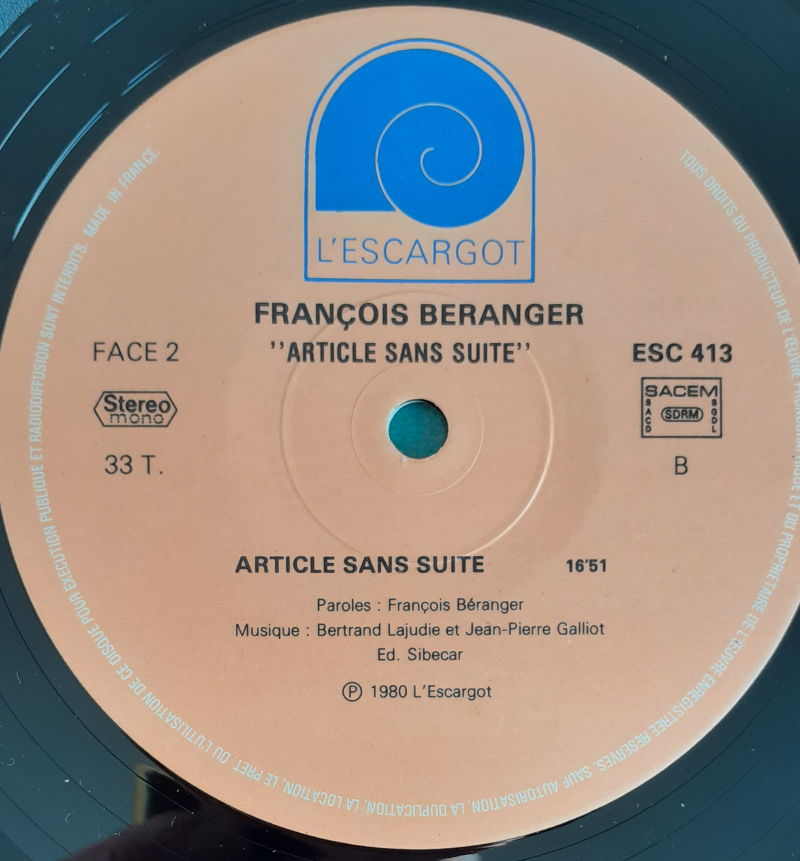 L'ESCARGOT
FRANÇOIS BERANGER
FACE 2
''ARTICLE SANS SUITE''
ESC 413
Stereo
mono
SACEM
SACD
SDRM
SGDL
33 T.
B
ARTICLE SANS SUITE 16'51
Paroles : François Béranger
Musique : Bertrand Lajudie et Jean-Pierre Galliot
Ed. Sibecar
Ⓟ 1980 L'Escargot
TOUS DROITS DU PRODUCTEUR DE L'ŒUVRE PHONOGRAPHIQUE ET DU PROPRIETAIRE DE L'ŒUVRE ENREGISTREE RESERVES. SAUF AUTORISATION, LA DUPLICATION, LA LOCATION, LE PRET, OU L'UTILISATION DE CE DISQUE POUR EXECUTION PUBLIQUE ET RADIODIFFUSION SONT INTERDITS. MADE IN FRANCE